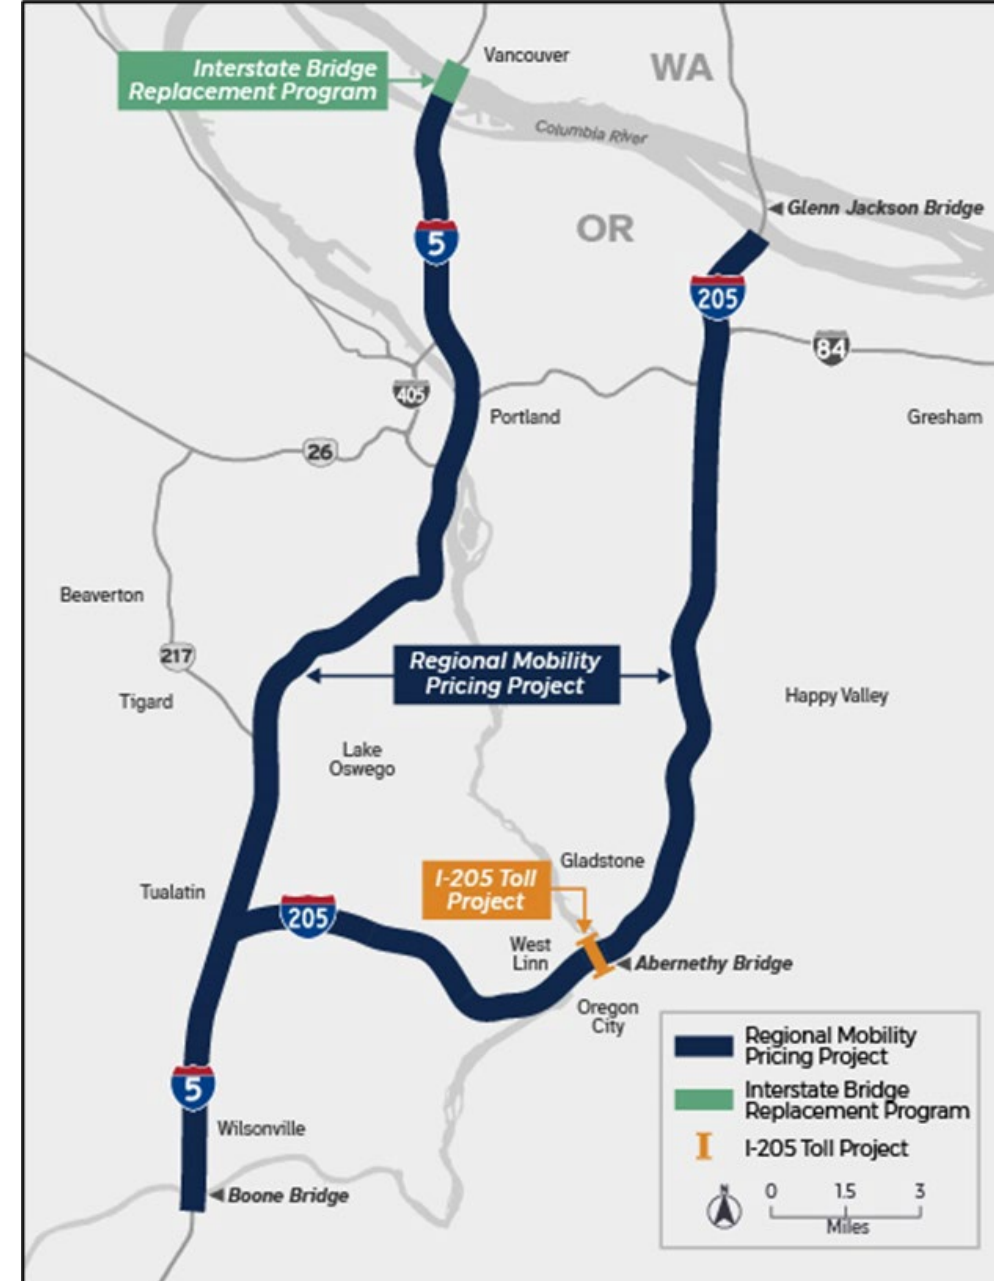 Vancouver
WA
Interstate Bridge
Replacement Program
Columbia River
Glenn Jackson Bridge
OR
5
205
84
405
Portland
Gresham
26
Beaverton
217
Regional Mobility
Pricing Project
Tigard
Happy Valley
Lake
Oswego
Gladstone
I-205 Toll
Project
Tualatin
205
West
Linn
Abernethy Bridge
Oregon
City
5
Wilsonville
Boone Bridge
Regional Mobility
Pricing Project
Interstate Bridge
Replacement Program
I-205 Toll Project
N
0 1.5 3
Miles